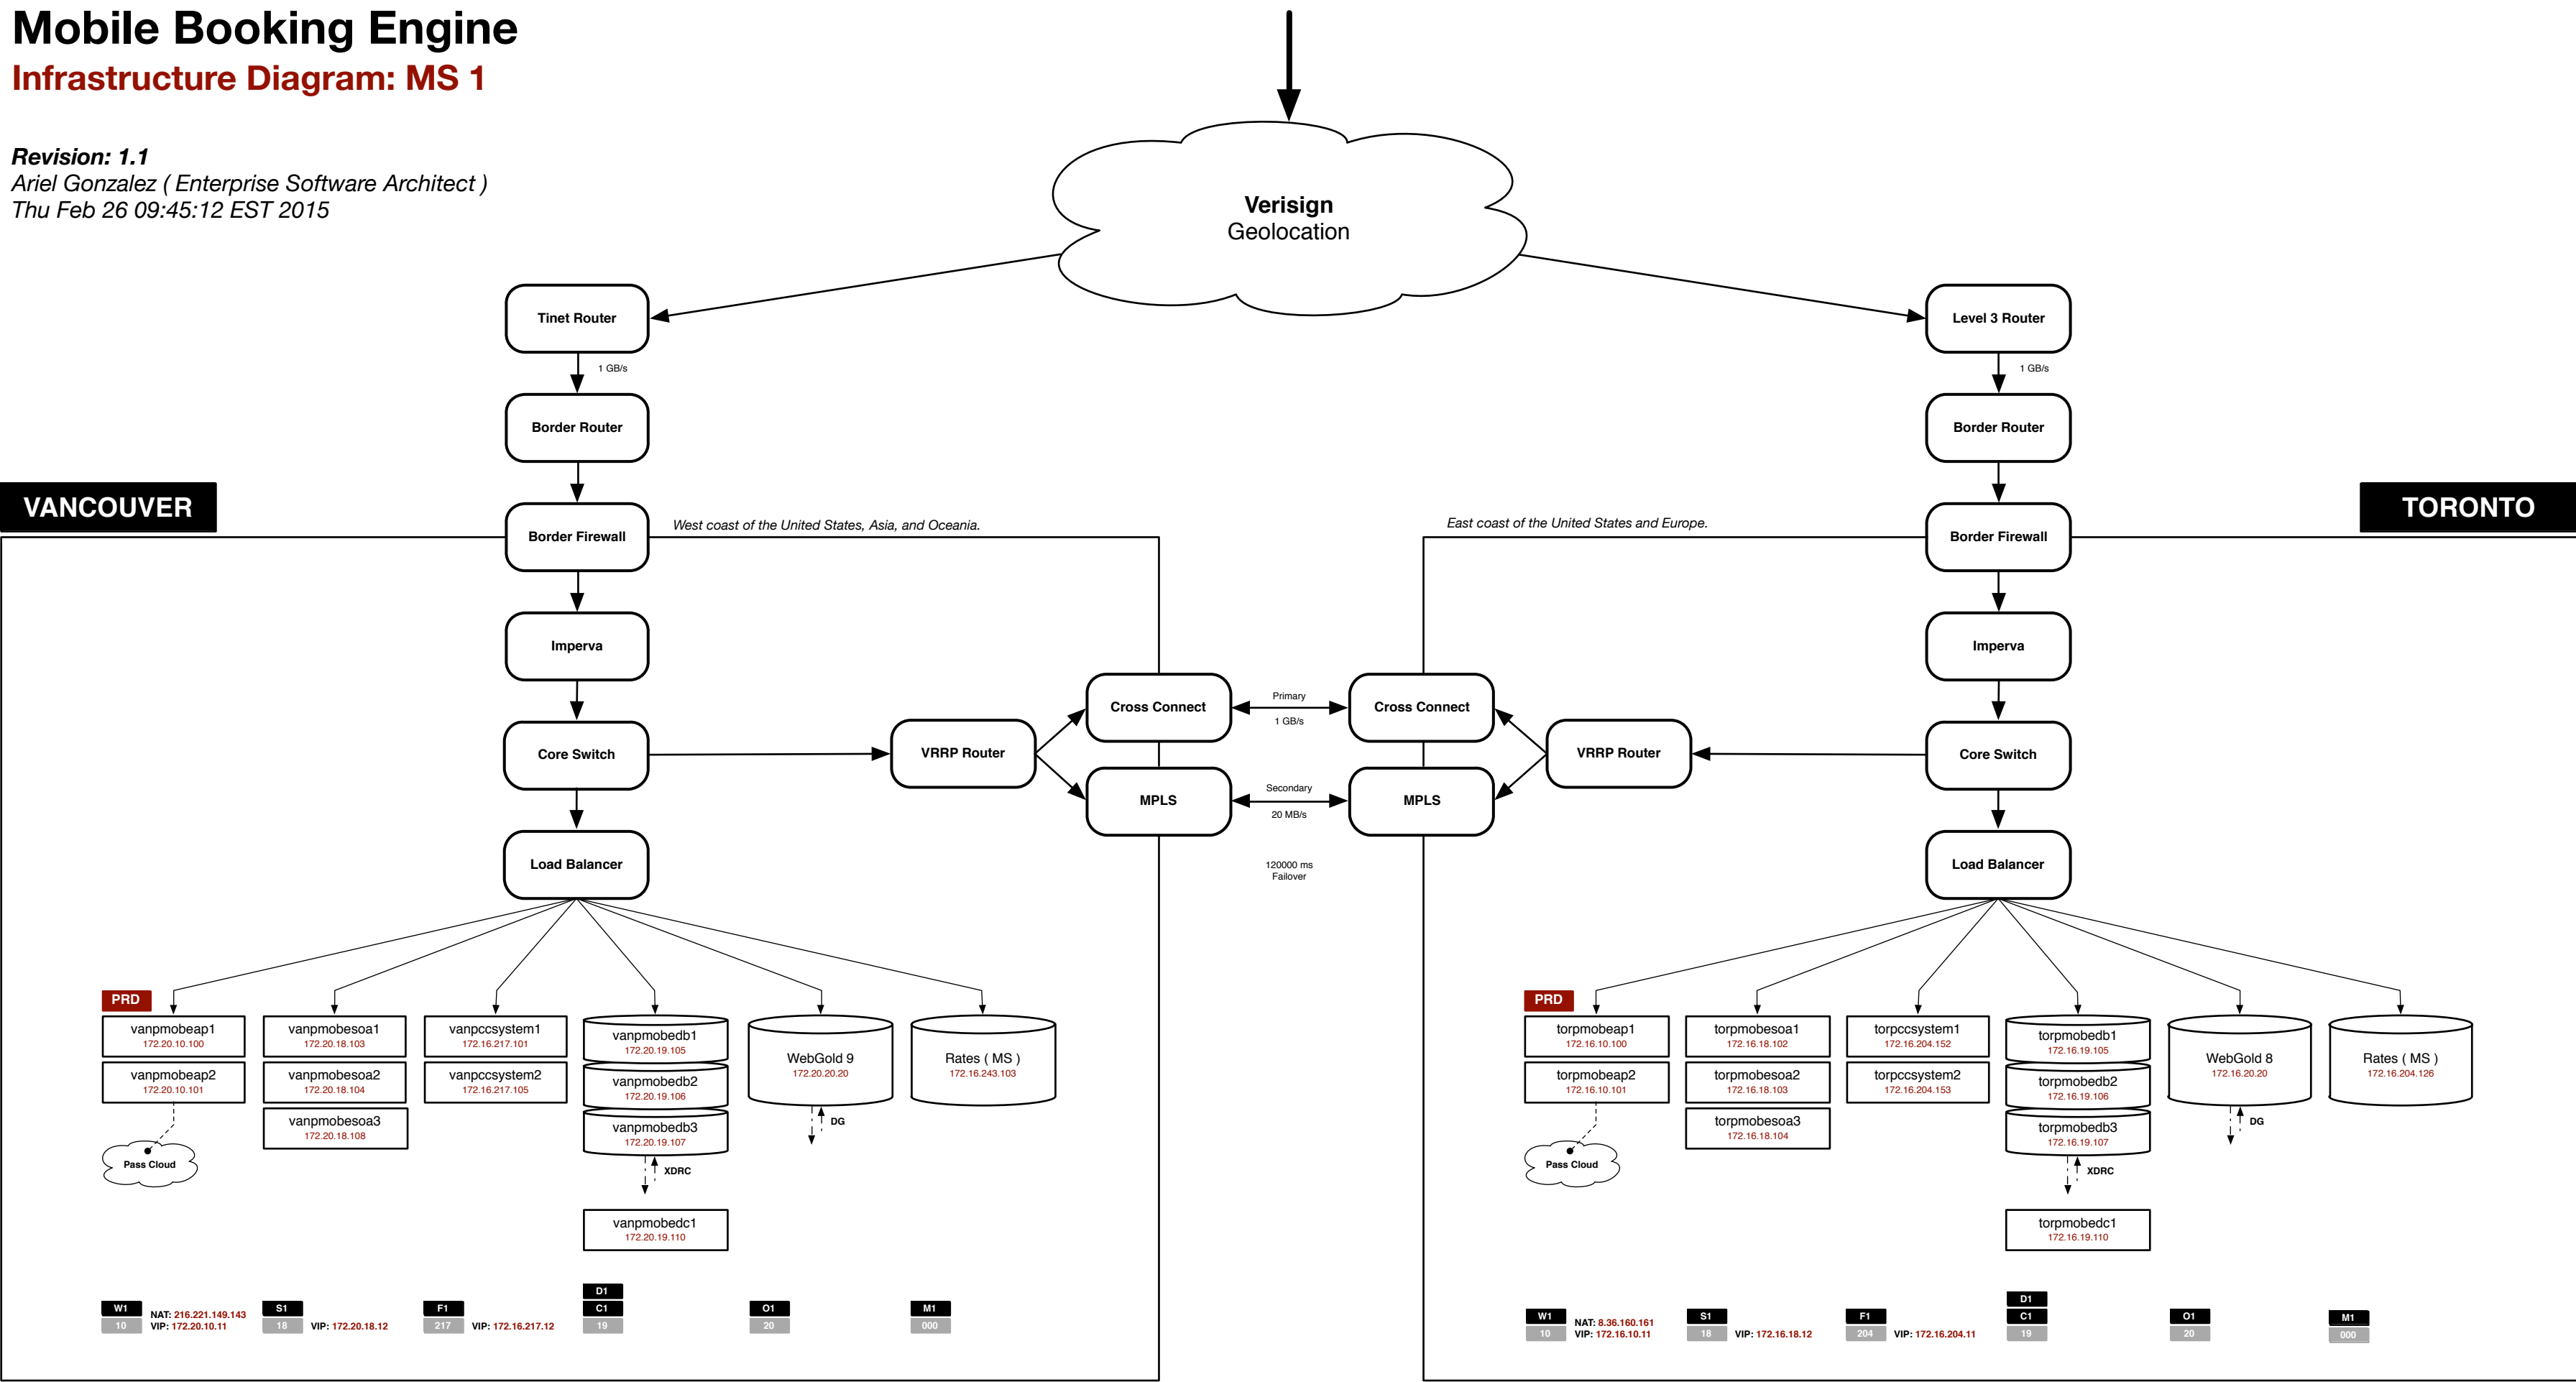 Mobile Booking Engine
Infrastructure Diagram: MS 1
Revision: 1.1
Ariel Gonzalez ( Enterprise Software Architect )
Thu Feb 26 09:45:12 EST 2015
Verisign
Geolocation
Tinet Router
1 GB/s
Border Router
VANCOUVER
Border Firewall
West coast of the United States, Asia, and Oceania.
Imperva
Core Switch
VRRP Router
Cross Connect
MPLS
Load Balancer
Primary
1 GB/s
Secondary
20 MB/s
120000 ms
Failover
Level 3 Router
1 GB/s
Border Router
TORONTO
East coast of the United States and Europe.
Border Firewall
Imperva
Cross Connect
MPLS
VRRP Router
Core Switch
Load Balancer
PRD
vanpmobeap1
172.20.10.100
vanpmobeap2
172.20.10.101
Pass Cloud
vanpmobesoa1
172.20.18.103
vanpmobesoa2
172.20.18.104
vanpmobesoa3
172.20.18.108
vanpccsystem1
172.16.217.101
vanpccsystem2
172.16.217.105
vanpmobedb1
172.20.19.105
vanpmobedb2
172.20.19.106
vanpmobedb3
172.20.19.107
XDRC
vanpmobedc1
172.20.19.110
WebGold 9
172.20.20.20
DG
Rates ( MS )
172.16.243.103
W1
10
NAT: 216.221.149.143
VIP: 172.20.10.11
S1
18
VIP: 172.20.18.12
F1
217
VIP: 172.16.217.12
D1
C1
19
O1
20
M1
000
PRD
torpmobeap1
172.16.10.100
torpmobeap2
172.16.10.101
Pass Cloud
torpmobesoa1
172.16.18.102
torpmobesoa2
172.16.18.103
torpmobesoa3
172.16.18.104
torpccsystem1
172.16.204.152
torpccsystem2
172.16.204.153
torpmobedb1
172.16.19.105
torpmobedb2
172.16.19.106
torpmobedb3
172.16.19.107
XDRC
torpmobedc1
172.16.19.110
WebGold 8
172.16.20.20
DG
Rates ( MS )
172.16.204.126
W1
10
NAT: 8.36.160.161
VIP: 172.16.10.11
S1
18
VIP: 172.16.18.12
F1
204
VIP: 172.16.204.11
D1
C1
19
O1
20
M1
000